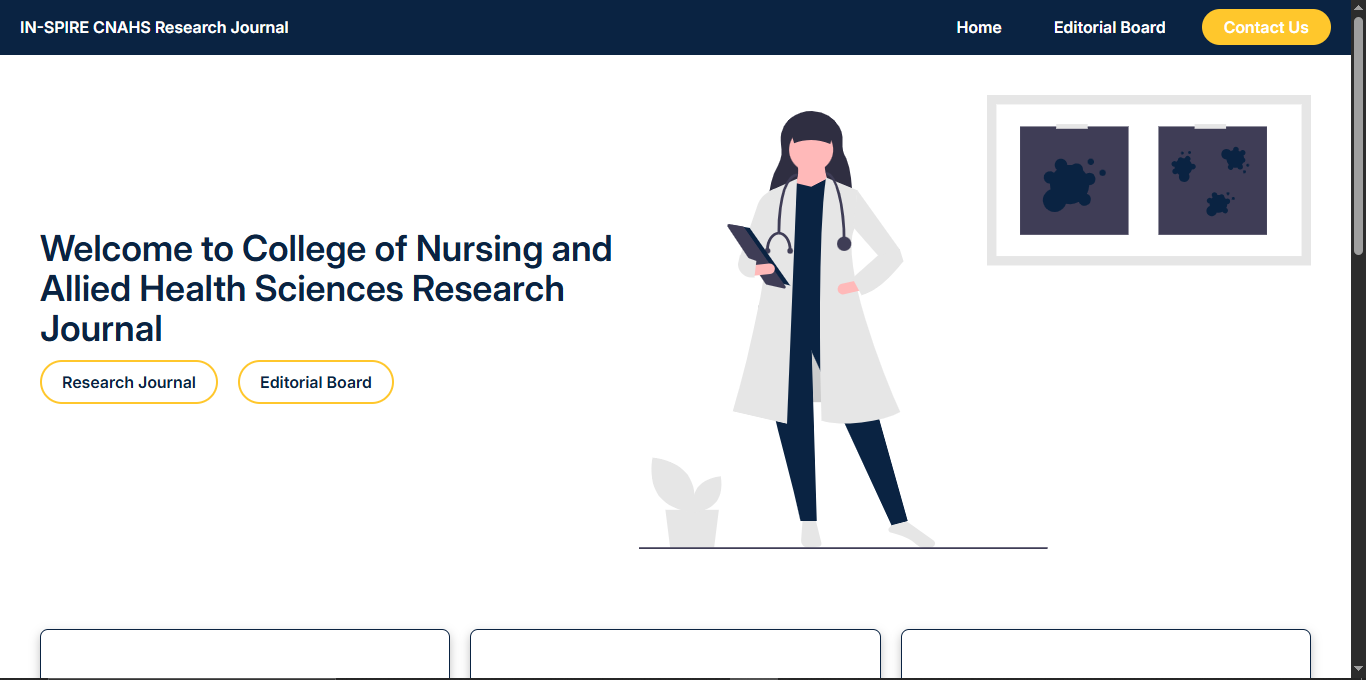 IN-SPIRE CNAHS Research Journal
Home
Editorial Board
Contact Us
Welcome to College of Nursing and
Allied Health Sciences Research
Journal
Research Journal
Editorial Board